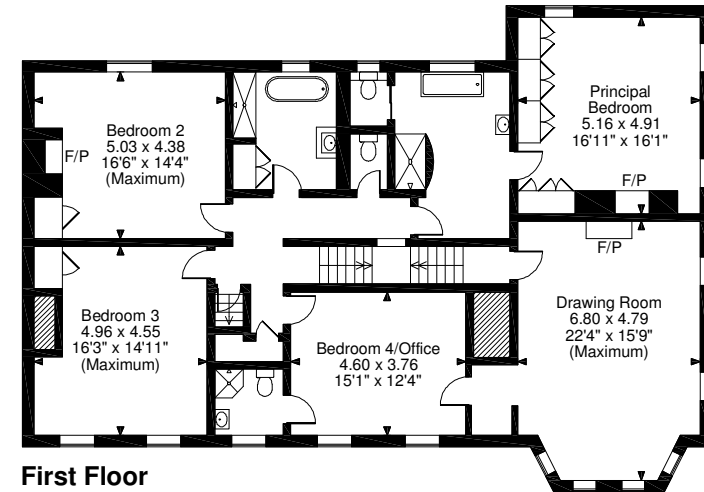 Principal
Bedroom
5.16 x 4.91
16'11" x 16'1"
F/P
Bedroom 2
5.03 x 4.38
16'6" x 14'4"
(Maximum)
F/P
F/P
Bedroom 3
4.96 x 4.55
16'3" x 14'11"
(Maximum)
Bedroom 4/Office
4.60 x 3.76
15'1" x 12'4"
Drawing Room
6.80 x 4.79
22'4" x 15'9"
(Maximum)
First Floor